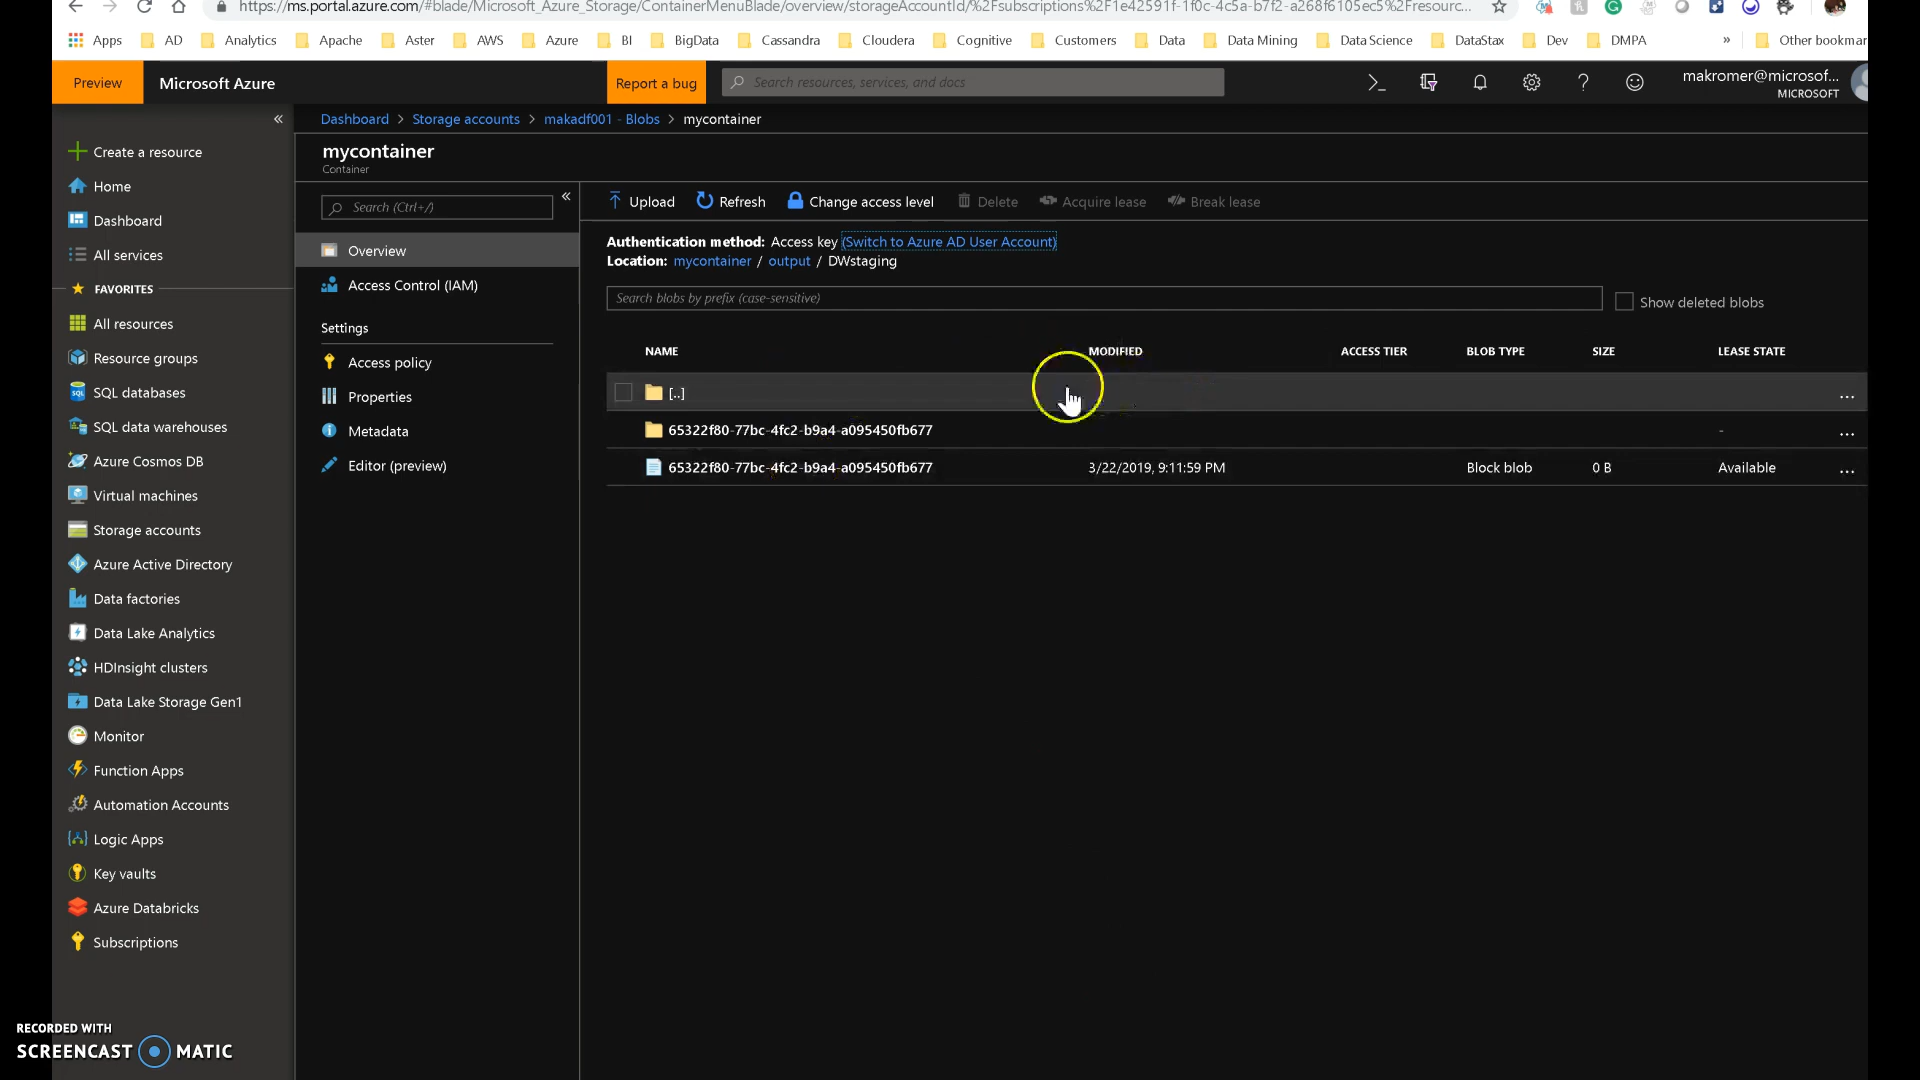 https://ms.portal.azure.com/#blade/Microsoft_Azure_Storage/ContainerMenuBlade/overview/storageAccountId/%2Fsubscriptions%2F1e42591f-1f0c-4c5a-b7f2-a268f6105ec5%2Fresourc...
Apps AD Analytics Apache Aster AWS Azure BI BigData Cassandra Cloudera Cognitive Customers Data Data Mining Data Science DataStax Dev DMPA » Other bookmar
Preview Microsoft Azure Report a bug Search resources, services, and docs makromer@microsof...
MICROSOFT
Dashboard > Storage accounts > makadf001 - Blobs > mycontainer
mycontainer
Container
Create a resource
Home
Dashboard
All services
FAVORITES
All resources
Resource groups
SQL databases
SQL data warehouses
Azure Cosmos DB
Virtual machines
Storage accounts
Azure Active Directory
Data factories
Data Lake Analytics
HDInsight clusters
Data Lake Storage Gen1
Monitor
Function Apps
Automation Accounts
Logic Apps
Key vaults
Azure Databricks
Subscriptions
Search (Ctrl+/)
Overview
Access Control (IAM)
Settings
Access policy
Properties
Metadata
Editor (preview)
Upload Refresh Change access level Delete Acquire lease Break lease
Authentication method: Access key (Switch to Azure AD User Account)
Location: mycontainer / output / DWstaging
Search blobs by prefix (case-sensitive) Show deleted blobs
NAME MODIFIED ACCESS TIER BLOB TYPE SIZE LEASE STATE
[..] ...
65322f80-77bc-4fc2-b9a4-a095450fb677 - ...
65322f80-77bc-4fc2-b9a4-a095450fb677 3/22/2019, 9:11:59 PM Block blob 0 B Available ...
RECORDED WITH
SCREENCAST MATIC